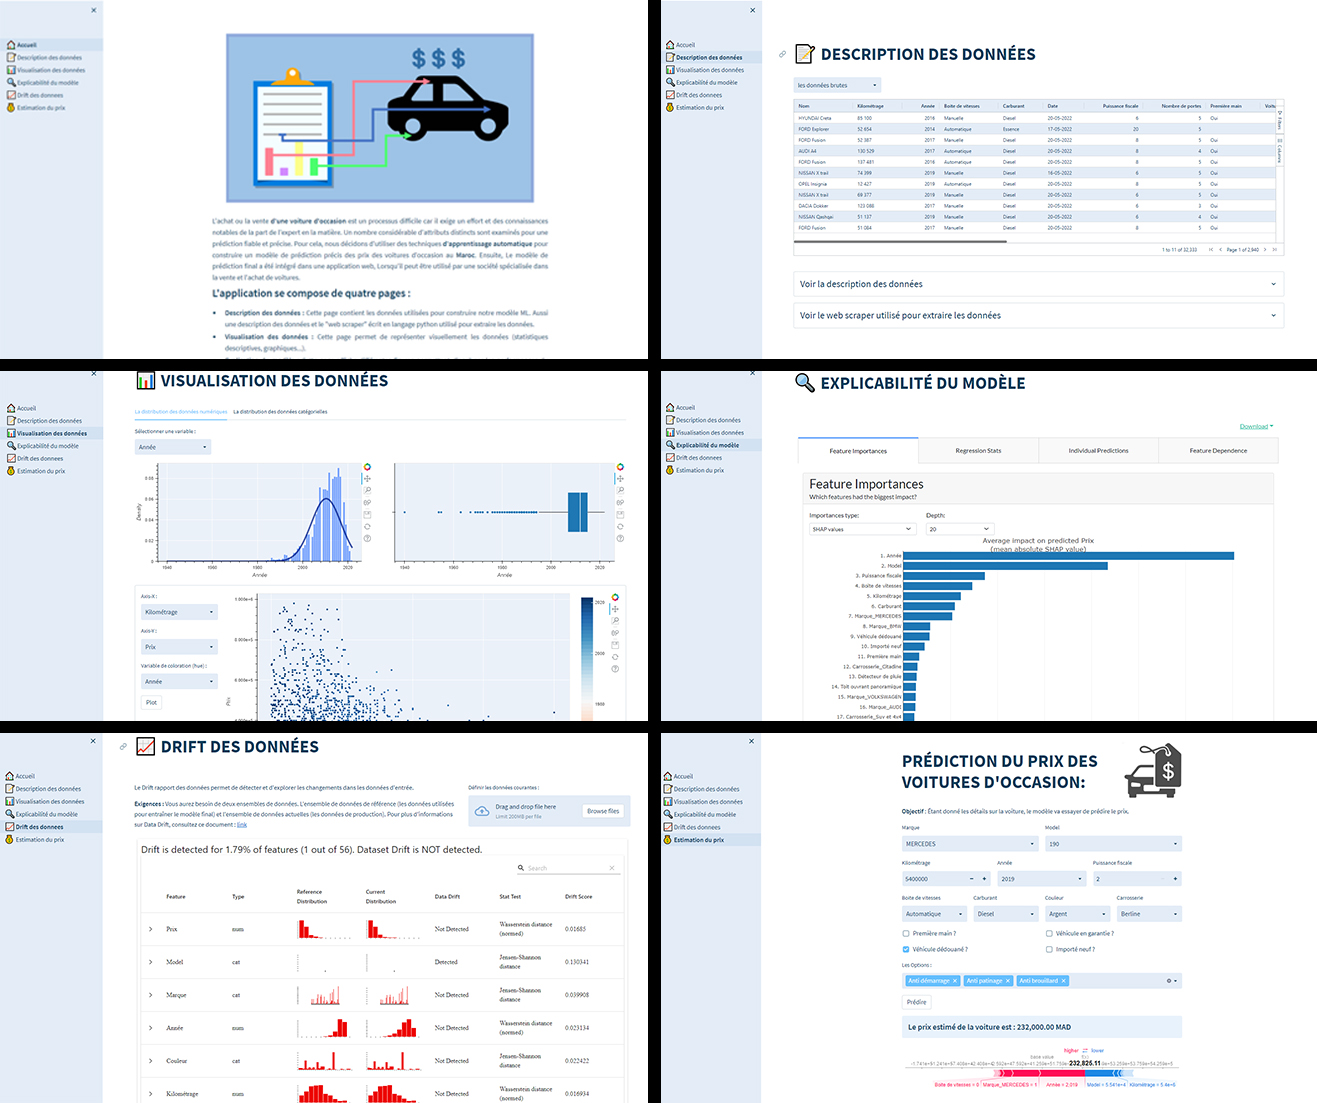 Accueil
Description des données
Visualisation des données
Explicabilité du modèle
Drift des donnees
Estimation du prix
$ $ $
L'achat ou la vente d'une voiture d'occasion est un processus difficile car il exige un effort et des connaissances
notables de la part de l'expert en la matière. Un nombre considérable d'attributs distincts sont examinés pour une
prédiction fiable et précise. Pour cela, nous décidons d'utiliser des techniques d'apprentissage automatique pour
construire un modèle de prédiction précis des prix des voitures d'occasion au Maroc. Ensuite, Le modèle de
prédiction final a été intégré dans une application web, Lorsqu'il peut être utilisé par une société spécialisée dans
la vente et l'achat de voitures.
L'application se compose de quatre pages :
Description des données : Cette page contient les données utilisées pour construire notre modèle ML. Aussi
une description des données et le "web scraper" écrit en langage python utilisé pour extraire les données.
Visualisation des données : Cette page permet de représenter visuellement les données (statistiques
descriptives, graphiques...).
Accueil
Description des données
Visualisation des données
Explicabilité du modèle
Drift des donnees
Estimation du prix
DESCRIPTION DES DONNÉES
les données brutes
Nom Kilométrage Année Boite de vitesses Carburant Date Puissance fiscale Nombre de portes Première main Voitu
HYUNDAI Creta 85 100 2016 Manuelle Diesel 20-05-2022 6 5 Oui
FORD Explorer 52 654 2014 Automatique Essence 17-05-2022 20 5
FORD Fusion 52 387 2017 Manuelle Diesel 20-05-2022 8 5 Oui
AUDI A4 130 529 2017 Automatique Diesel 20-05-2022 8 4 Oui
FORD Fusion 137 481 2016 Automatique Diesel 20-05-2022 8 5 Oui
NISSAN X trail 74 399 2019 Manuelle Diesel 16-05-2022 6 5 Oui
OPEL Insignia 12 427 2019 Automatique Diesel 20-05-2022 8 5 Oui
NISSAN X trail 69 377 2019 Manuelle Diesel 20-05-2022 6 5 Oui
DACIA Dokker 123 086 2017 Manuelle Diesel 20-05-2022 6 3 Oui
NISSAN Qashqai 51 137 2019 Manuelle Diesel 20-05-2022 6 4 Oui
FORD Fusion 51 084 2017 Manuelle Diesel 20-05-2022 8 5 Oui
Filters
Columns
1 to 11 of 32,333 Page 1 of 2,940
Voir la description des données
Voir le web scraper utilisé pour extraire les données
Accueil
Description des données
Visualisation des données
Explicabilité du modèle
Drift des donnees
Estimation du prix
VISUALISATION DES DONNÉES
La distribution des données numériques La distribution des données catégorielles
Sélectionner une variable :
Année
Density
0.08
0.06
0.04
0.02
0
1940 1960 1980 2000 2020
Année
1940 1960 1980 2000 2020
Année
Axis-X :
Kilométrage
Axis-Y :
Prix
Variable de coloration (hue) :
Année
Plot
1.000e+6
8.000e+5
6.000e+5
Prix
2020
2000
1980
Accueil
Description des données
Visualisation des données
Explicabilité du modèle
Drift des donnees
Estimation du prix
EXPLICABILITÉ DU MODÈLE
Download
Feature Importances Regression Stats Individual Predictions Feature Dependence
Feature Importances
Which features had the biggest impact?
Importances type: Depth:
SHAP values 20
Average impact on predicted Prix
(mean absolute SHAP value)
1. Année
2. Model
3. Puissance fiscale
4. Boite de vitesses
5. Kilométrage
6. Carburant
7. Marque_MERCEDES
8. Marque_BMW
9. Véhicule dédouané
10. Importé neuf
11. Première main
12. Carrosserie_Citadine
13. Détecteur de pluie
14. Toit ouvrant panoramique
15. Marque_VOLKSWAGEN
16. Marque_AUDI
17. Carrosserie_Suv et 4x4
Accueil
Description des données
Visualisation des données
Explicabilité du modèle
Drift des donnees
Estimation du prix
DRIFT DES DONNÉES
Le Drift rapport des données permet de détecter et d'explorer les changements dans les données d'entrée.
Exigences : Vous aurez besoin de deux ensembles de données. L'ensemble de données de référence (les données utilisées
pour entraîner le modèle final) et l'ensemble de données actuelles (les données de production). Pour plus d'informations
sur Data Drift, consultez ce document : link
Définir les données courantes :
Drag and drop file here
Limit 200MB per file
Browse files
Drift is detected for 1.79% of features (1 out of 56). Dataset Drift is NOT detected.
Search
Feature Type Reference Distribution Current Distribution Data Drift Stat Test Drift Score
Prix num Not Detected Wasserstein distance (normed) 0.01685
Model cat Detected Jensen-Shannon distance 0.130341
Marque cat Not Detected Jensen-Shannon distance 0.039908
Année num Not Detected Wasserstein distance (normed) 0.023134
Couleur cat Not Detected Jensen-Shannon distance 0.022422
Kilométrage num Not Detected Wasserstein distance (normed) 0.016934
Accueil
Description des données
Visualisation des données
Explicabilité du modèle
Drift des donnees
Estimation du prix
PRÉDICTION DU PRIX DES
VOITURES D'OCCASION:
$
Objectif : Étant donné les détails sur la voiture, le modèle va essayer de prédire le prix.
Marque Model
MERCEDES 190
Kilométrage Année Puissance fiscale
5400000 2019 2
Boite de vitesses Carburant Couleur Carrosserie
Automatique Diesel Argent Berline
Première main ? Véhicule en garantie ?
Véhicule dédouané ? Importé neuf ?
Les Options :
Anti démarrage Anti patinage Anti brouillard
Prédire
Le prix estimé de la voiture est : 232,000.00 MAD
higher lower
base value
232,825.11
Boite de vitesses = 0 Marque_MERCEDES = 1 Année = 2,019 Model = 5.541e+4 Kilométrage = 5.4e+6